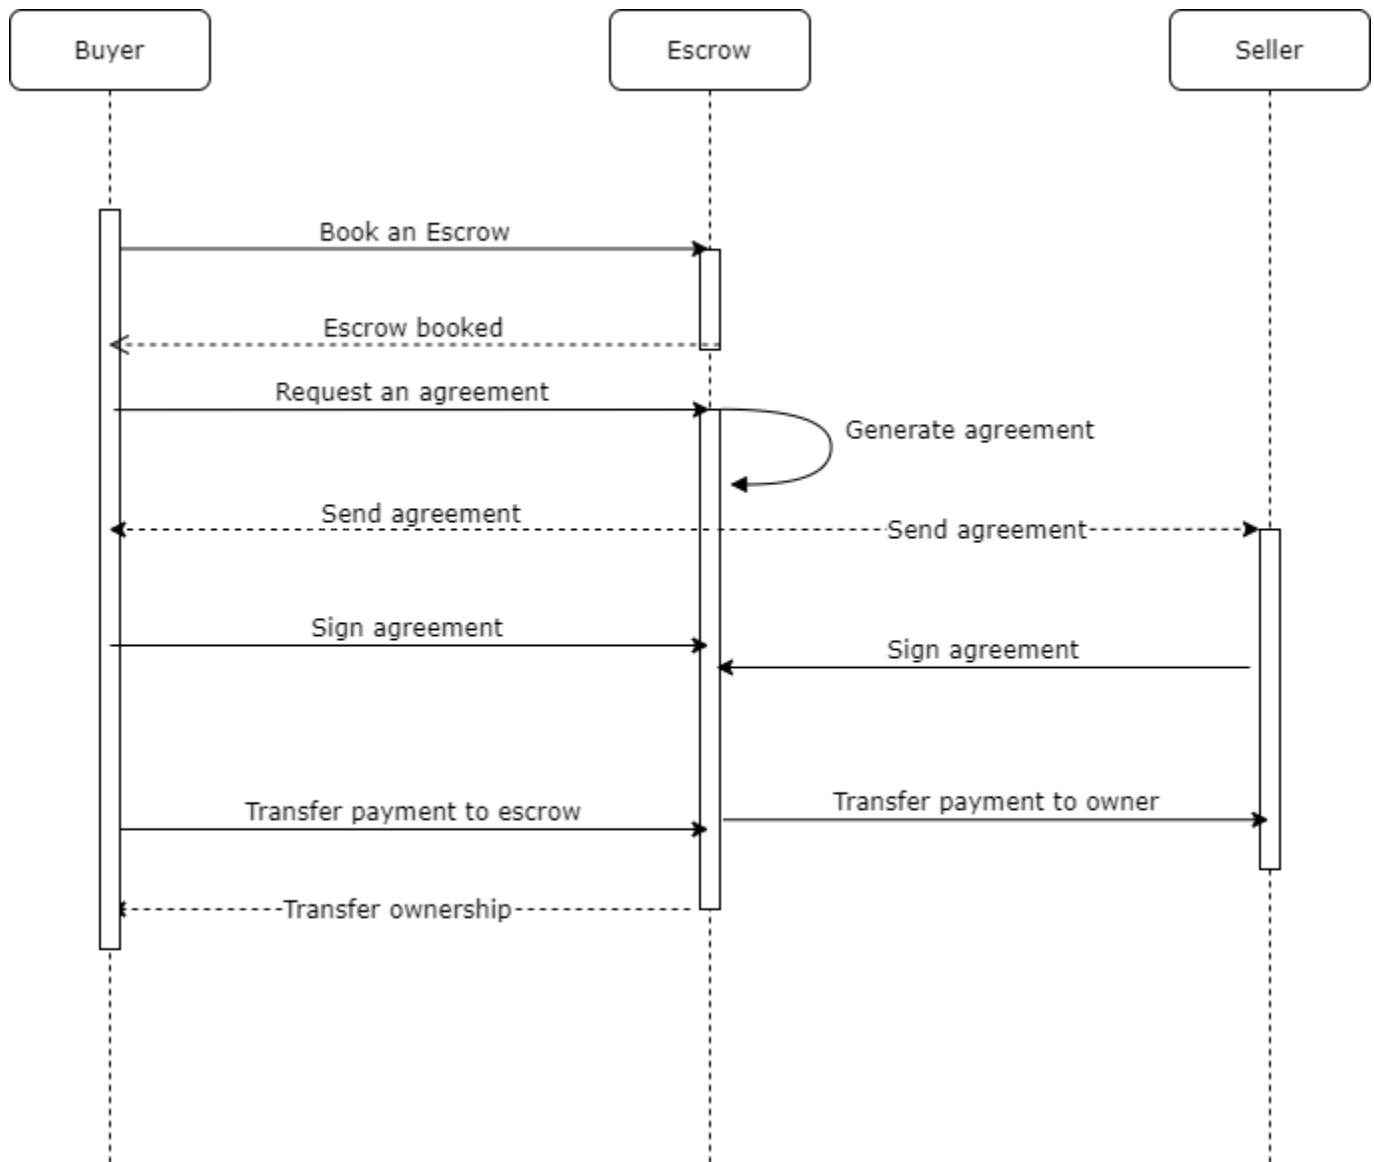 Buyer
Escrow
Seller
Book an Escrow
Escrow booked
Request an agreement
Generate agreement
Send agreement
Send agreement
Sign agreement
Sign agreement
Transfer payment to owner
Transfer payment to escrow
Transfer ownership